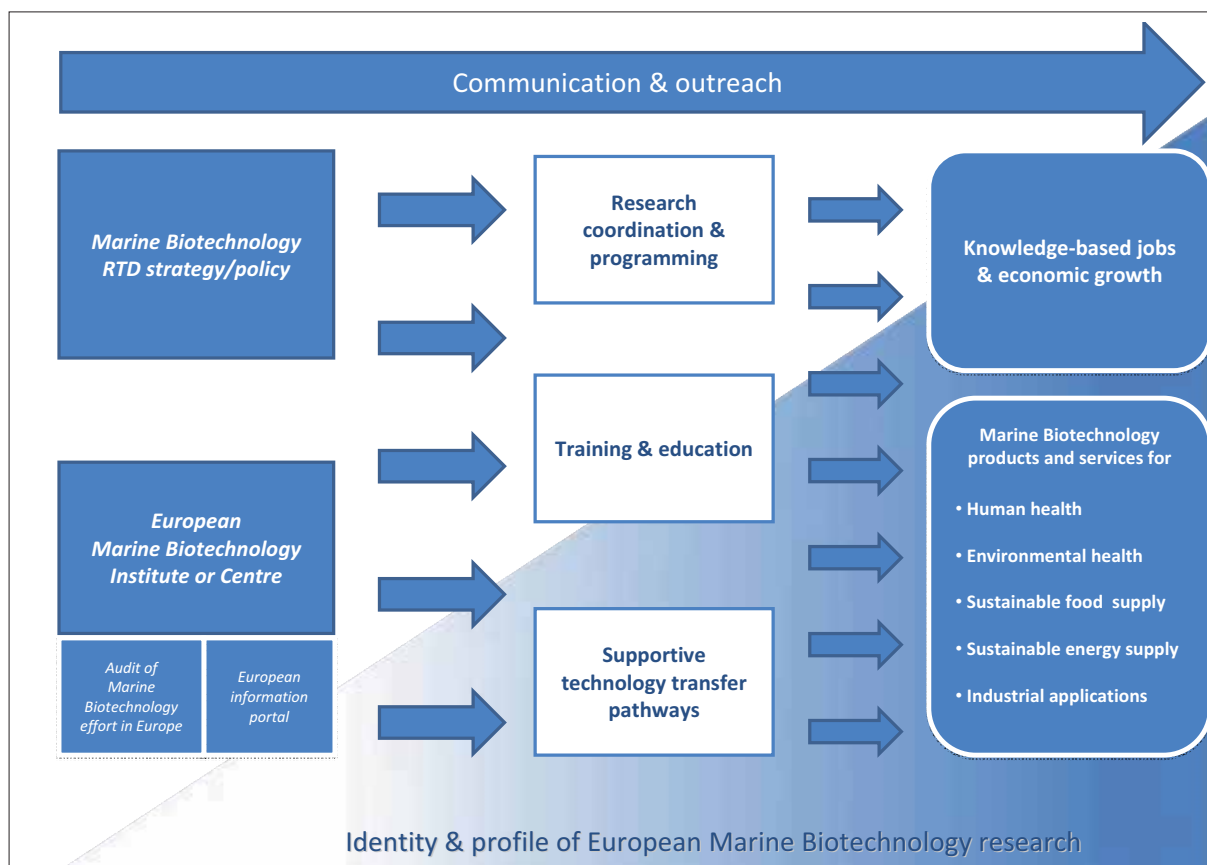 Communication & outreach
Marine Biotechnology
RTD strategy/policy
European
Marine Biotechnology
Institute or Centre
Audit of
Marine
Biotechnology
effort in Europe
European
information
portal
Research
coordination &
programming
Training & education
Supportive
technology transfer
pathways
Knowledge-based jobs
& economic growth
Marine Biotechnology
products and services for
• Human health
• Environmental health
• Sustainable food supply
• Sustainable energy supply
• Industrial applications
Identity & profile of European Marine Biotechnology research